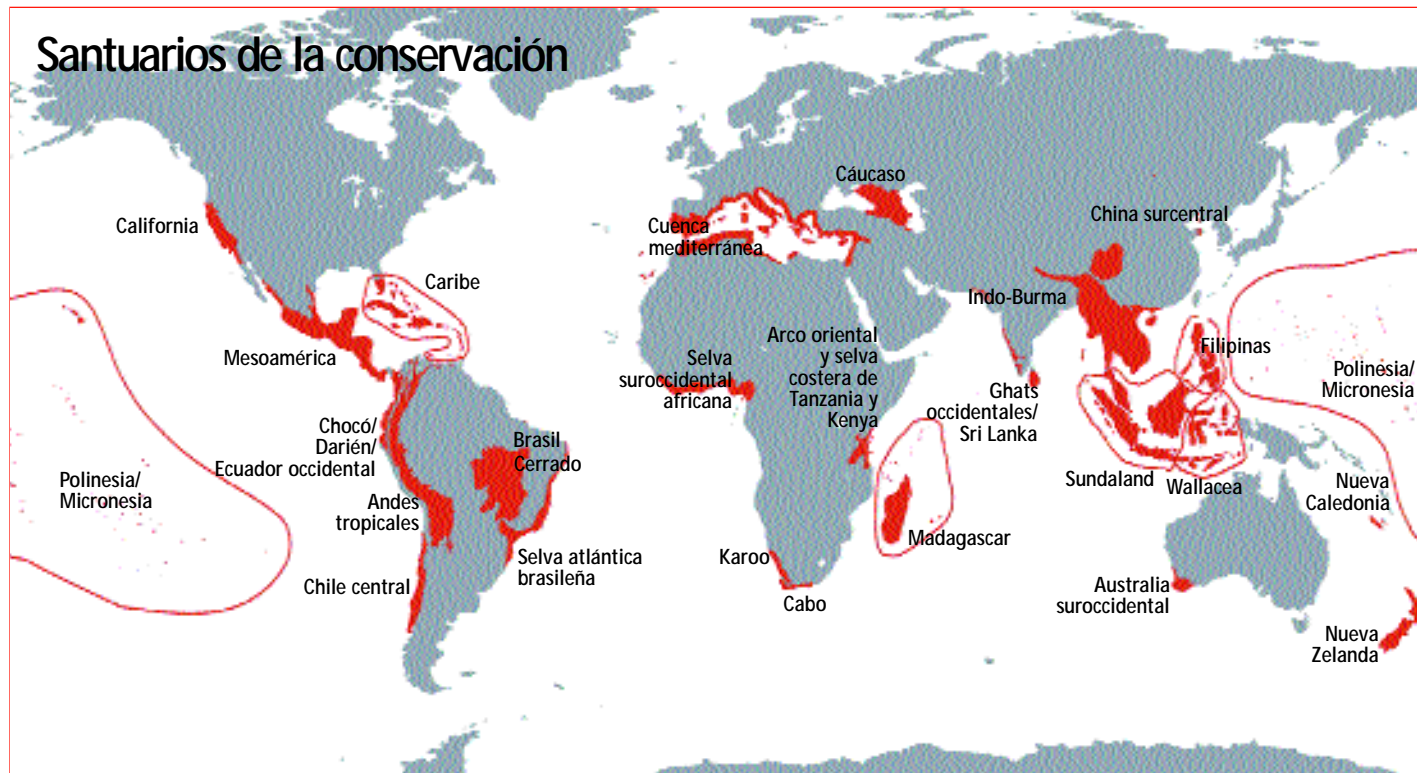 Santuarios de la conservación
California
Caribe
Mesoamérica
Chocó/
Darién/
Ecuador occidental
Polinesia/
Micronesia
Andes
tropicales
Brasil
Cerrado
Chile central
Selva atlántica
brasileña
Cuenca
mediterránea
Cáucaso
China surcentral
Indo-Burma
Selva
suroccidental
africana
Arco oriental
y selva
costera de
Tanzania y
Kenya
Ghats
occidentales/
Sri Lanka
Filipinas
Polinesia/
Micronesia
Sundaland
Wallacea
Nueva
Caledonia
Madagascar
Karoo
Cabo
Australia
suroccidental
Nueva
Zelanda